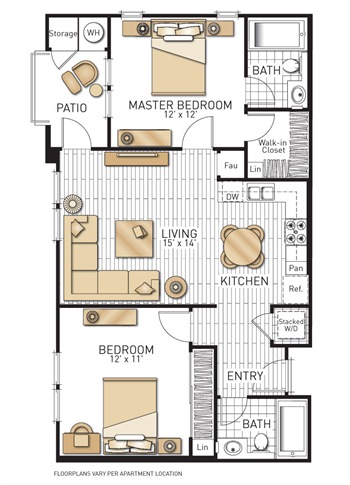 Storage
WH
PATIO
MASTER BEDROOM
12' x 12'
BATH
Walk-in
Closet
Fau
Lin
DW
LIVING
15' x 14'
KITCHEN
Pan
Ref.
Stacked
W/D
BEDROOM
12' x 11'
ENTRY
Lin
BATH
FLOORPLANS VARY PER APARTMENT LOCATION